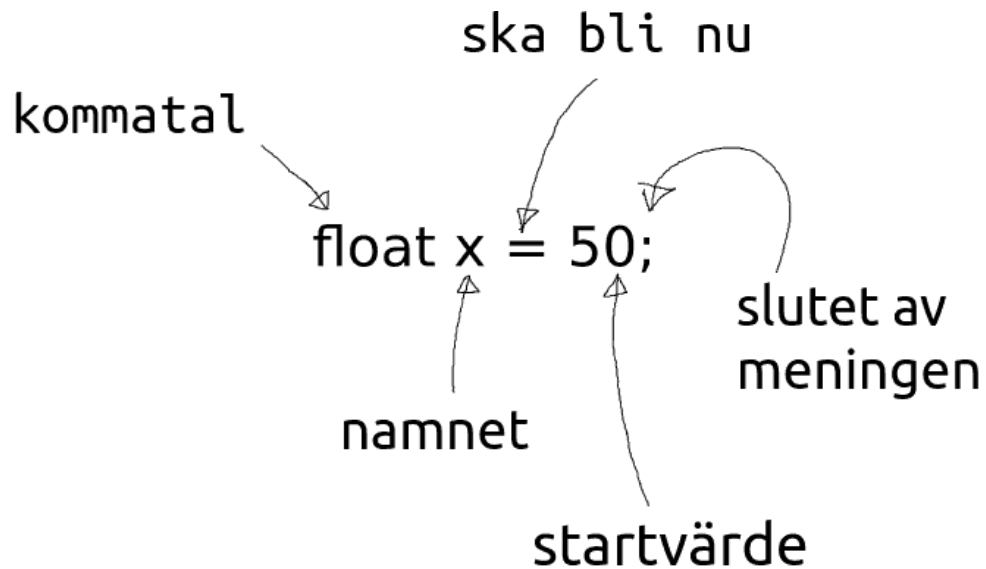 ska bli nu
kommatal
float x = 50;
slutet av
meningen
namnet
startvärde